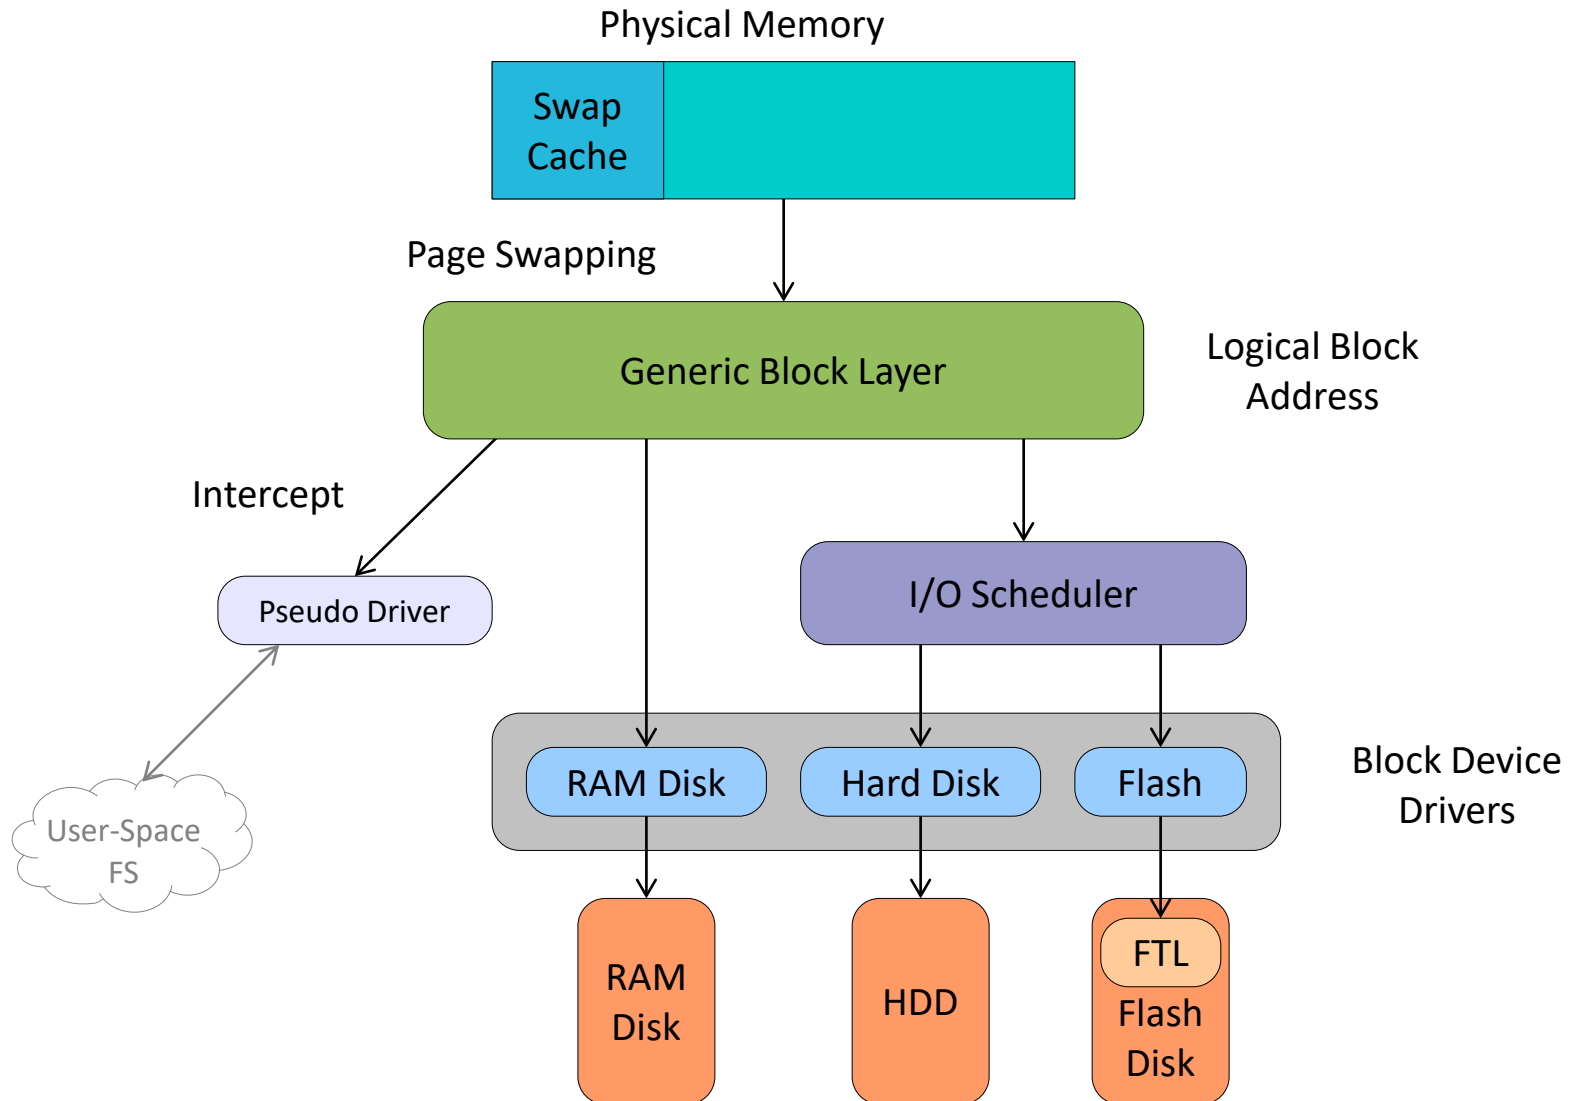 Physical Memory
Swap
Cache
Page Swapping
Generic Block Layer
Logical Block
Address
Intercept
Pseudo Driver
I/O Scheduler
RAM Disk
Hard Disk
Flash
Block Device
Drivers
User-Space
FS
RAM
Disk
HDD
FTL
Flash
Disk